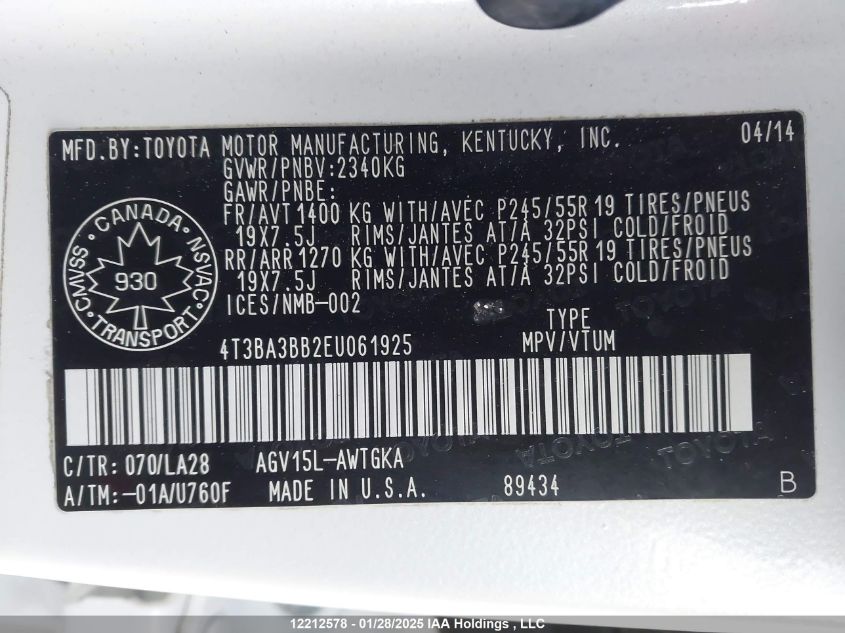 MFD.BY:TOYOTA MOTOR MANUFACTURING, KENTUCKY, INC. 04/14
GVWR/PNBV:2340KG
GAWR/PNBE:
FR/AVT 1400 KG WITH/AVEC P245/55R 19 TIRES/PNEUS
19X7.5J RIMS/JANTES AT/À 32PSI COLD/FROID
RR/ARR 1270 KG WITH/AVEC P245/55R 19 TIRES/PNEUS
19X7.5J RIMS/JANTES AT/À 32PSI COLD/FROID
ICES/NMB-002
CANADA
CMVSS · NSVAC
930
TRANSPORT
TYPE
4T3BA3BB2EU061925 MPV/VTUM
C/TR: 070/LA28 AGV15L-AWTGKA
A/TM:-01A/U760F MADE IN U.S.A. 89434 B
TOYOTA
12212578 - 01/28/2025 IAA Holdings , LLC